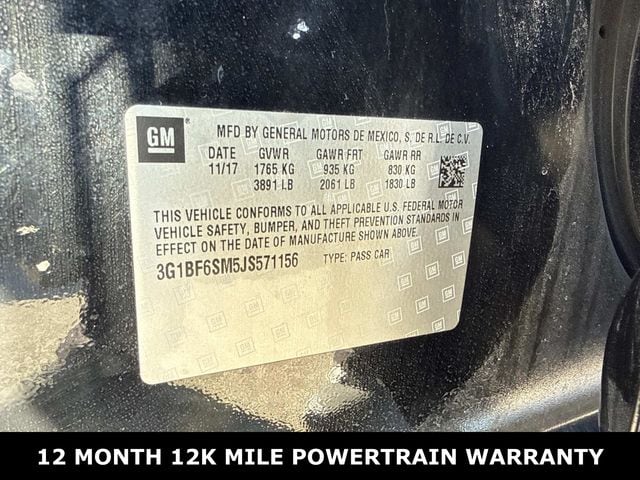 GM MFD BY GENERAL MOTORS DE MEXICO, S. DE R.L. DE C.V.
DATE GVWR GAWR FRT GAWR RR
11/17 1765 KG 935 KG 830 KG
3891 LB 2061 LB 1830 LB
THIS VEHICLE CONFORMS TO ALL APPLICABLE U.S. FEDERAL MOTOR
VEHICLE SAFETY, BUMPER, AND THEFT PREVENTION STANDARDS IN
EFFECT ON THE DATE OF MANUFACTURE SHOWN ABOVE.
3G1BF6SM5JS571156 TYPE: PASS CAR
12 MONTH 12K MILE POWERTRAIN WARRANTY